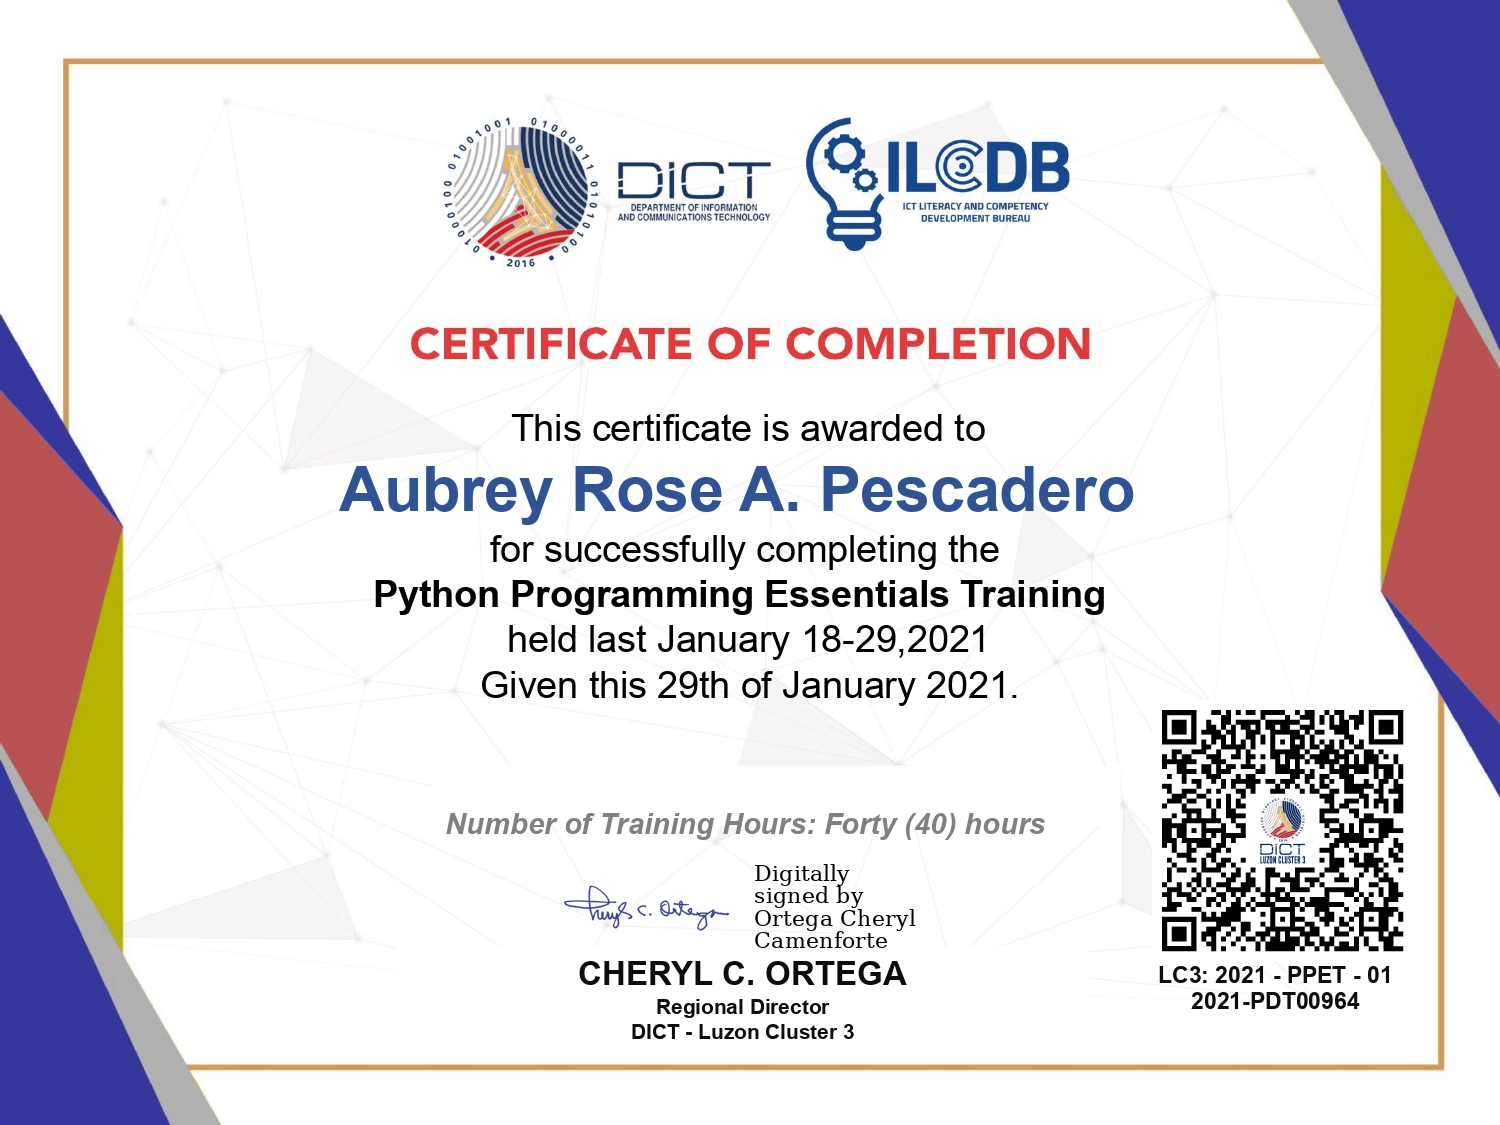 01000100 01001001 01000011 01010100
• 2016 •
DICT
DEPARTMENT OF INFORMATION
AND COMMUNICATIONS TECHNOLOGY
ILCDB
ICT LITERACY AND COMPETENCY
DEVELOPMENT BUREAU
CERTIFICATE OF COMPLETION
This certificate is awarded to
Aubrey Rose A. Pescadero
for successfully completing the
Python Programming Essentials Training
held last January 18-29,2021
Given this 29th of January 2021.
Number of Training Hours: Forty (40) hours
Cheryl C. Ortega
Digitally
signed by
Ortega Cheryl
Camenforte
CHERYL C. ORTEGA
Regional Director
DICT - Luzon Cluster 3
DICT
LUZON CLUSTER 3
LC3: 2021 - PPET - 01
2021-PDT00964